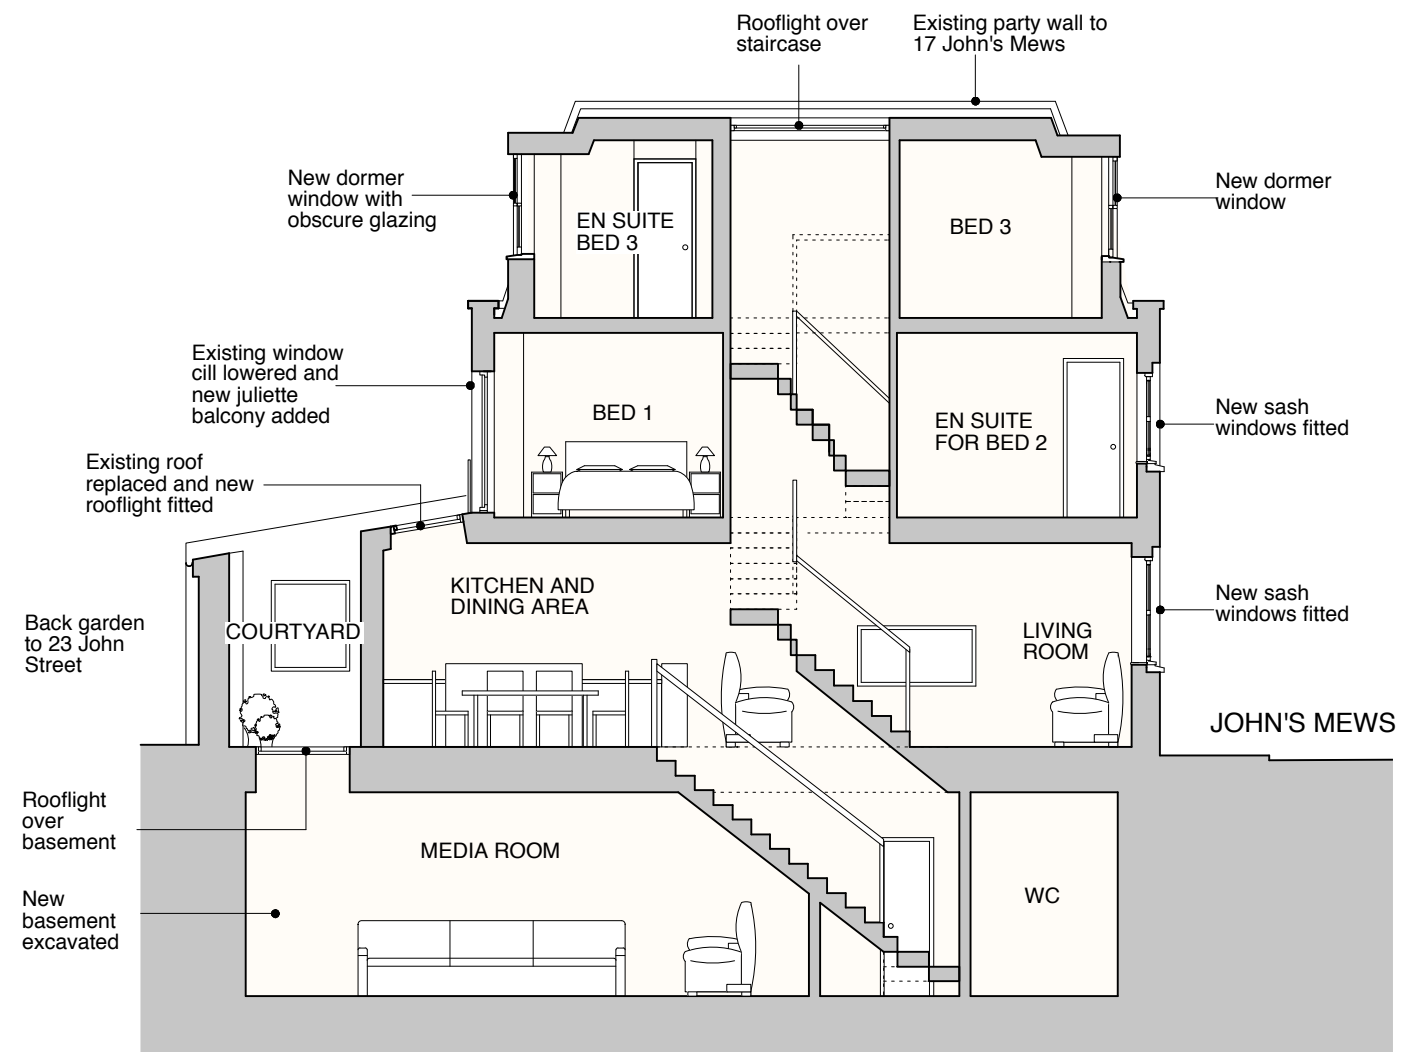 Rooflight over
staircase
Existing party wall to
17 John's Mews
New dormer
window with
obscure glazing
EN SUITE
BED 3
BED 3
New dormer
window
Existing window
cill lowered and
new juliette
balcony added
BED 1
EN SUITE
FOR BED 2
New sash
windows fitted
Existing roof
replaced and new
rooflight fitted
KITCHEN AND
DINING AREA
Back garden
to 23 John
Street
COURTYARD
LIVING
ROOM
New sash
windows fitted
JOHN'S MEWS
Rooflight
over
basement
MEDIA ROOM
WC
New
basement
excavated